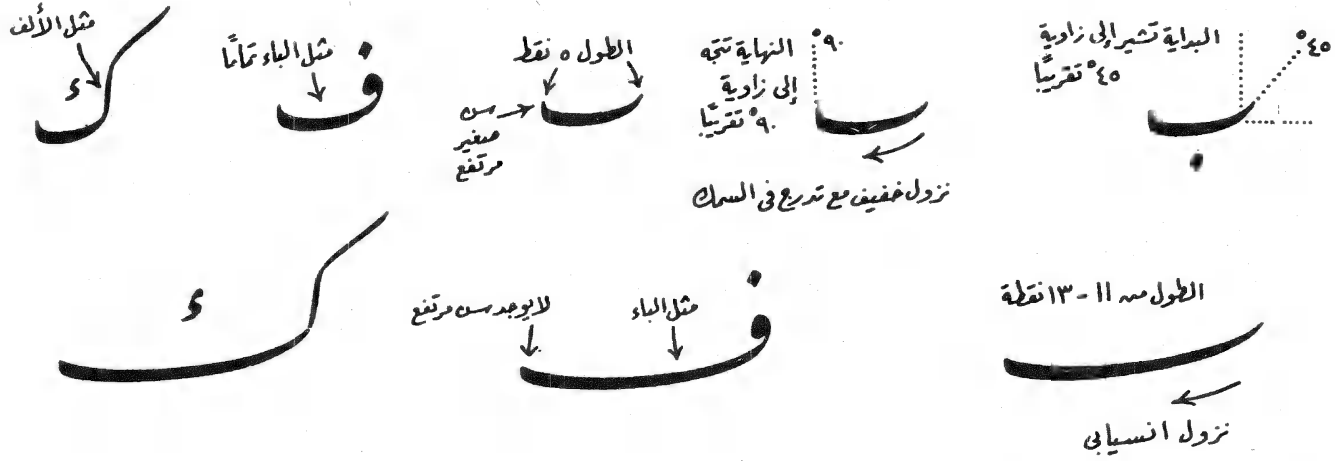 البداية تشير إلى زاوية
٤٥° تقريبًا
٤٥°
ب
٩٠°
النهاية تتجه
إلى زاوية
٩٠° تقريبًا
نزول خفيف مع تدرج في السمك
الطول ٥ نقط
سن
صغير
مرتفع
مثل الباء تمامًا
ف
مثل الألف
ك
الطول من ١١ - ١٣ نقطة
نزول انسيابي
مثل الباء
لا يوجد سن مرتفع
ف
ك